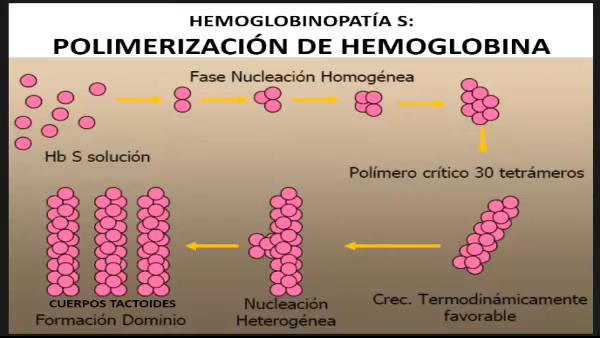 HEMOGLOBINOPATÍA S:
POLIMERIZACIÓN DE HEMOGLOBINA
Fase Nucleación Homogénea
Hb S solución
Polímero crítico 30 tetrámeros
CUERPOS TACTOIDES
Formación Dominio
Nucleación
Heterogénea
Crec. Termodinámicamente
favorable